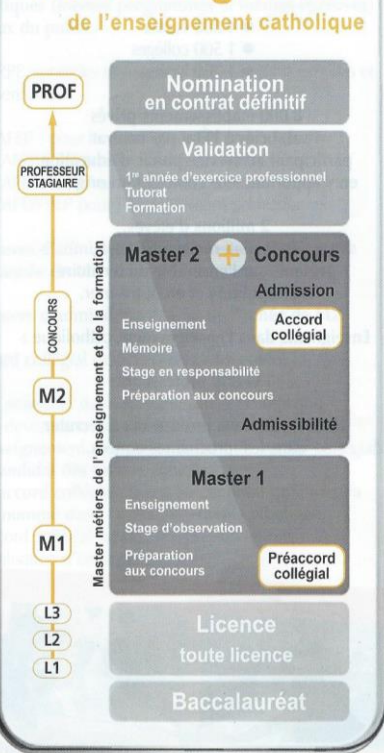 de l'enseignement catholique
PROF
Nomination
en contrat définitif
PROFESSEUR
STAGIAIRE
Validation
1re année d'exercice professionnel
Tutorat
Formation
CONCOURS
M2
Master métiers de l'enseignement et de la formation
Master 2 + Concours
Admission
Accord
collégial
Enseignement
Mémoire
Stage en responsabilité
Préparation aux concours
Admissibilité
M1
Master 1
Enseignement
Stage d'observation
Préparation
aux concours
Préaccord
collégial
L3
L2
L1
Licence
toute licence
Baccalauréat